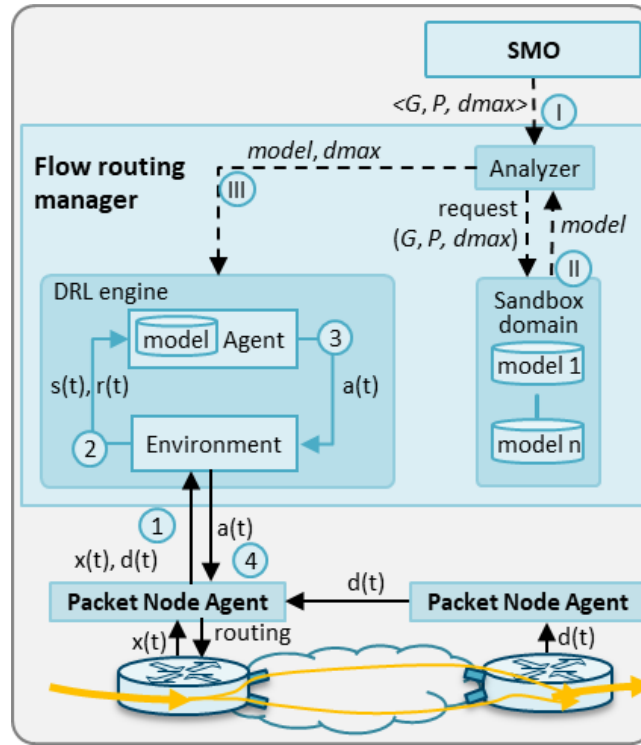 SMO
<G, P, dmax>
I
Flow routing
manager
model, dmax
III
Analyzer
request
(G, P, dmax)
model
II
DRL engine
model
Agent
3
s(t), r(t)
a(t)
2
Environment
Sandbox
domain
model 1
model n
1
a(t)
x(t), d(t)
4
Packet Node Agent
d(t)
Packet Node Agent
x(t)
routing
d(t)